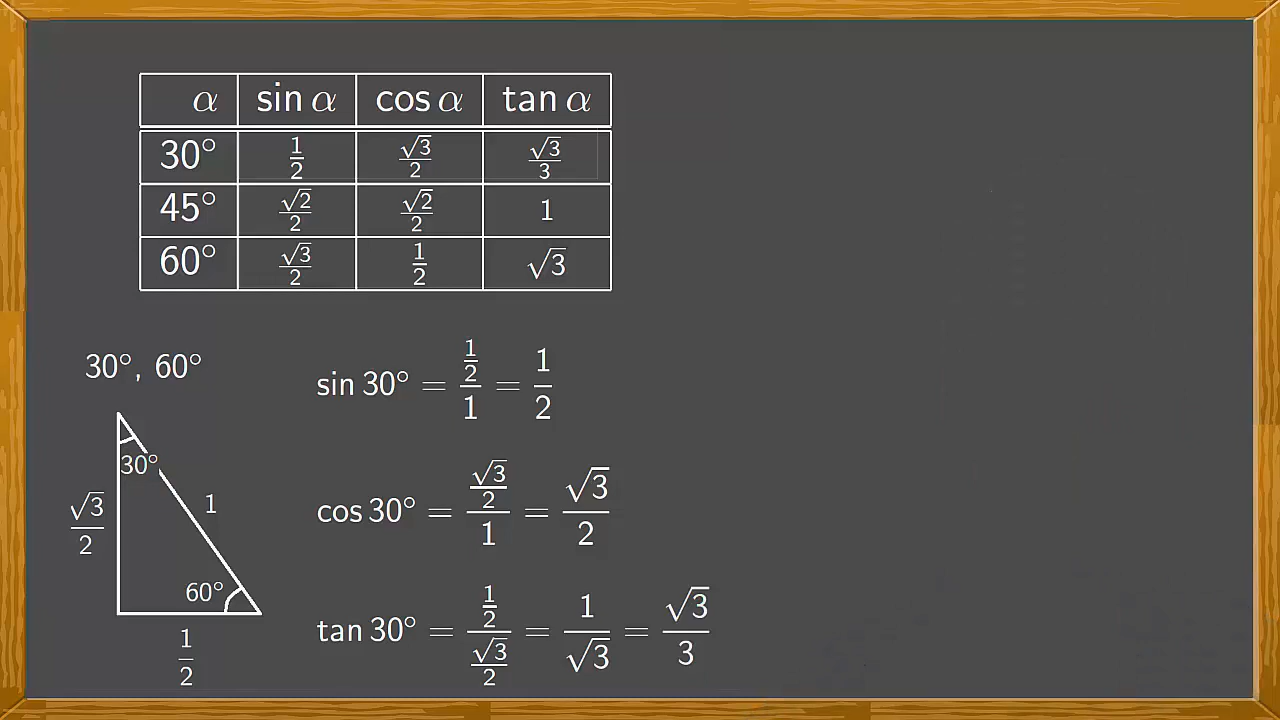 α sin α cos α tan α
30° 1/2 √3/2 √3/3
45° √2/2 √2/2 1
60° √3/2 1/2 √3
30°, 60°
sin 30° = (1/2)/1 = 1/2
30°
√3/2
1
60°
1/2
cos 30° = (√3/2)/1 = √3/2
tan 30° = (1/2)/(√3/2) = 1/√3 = √3/3